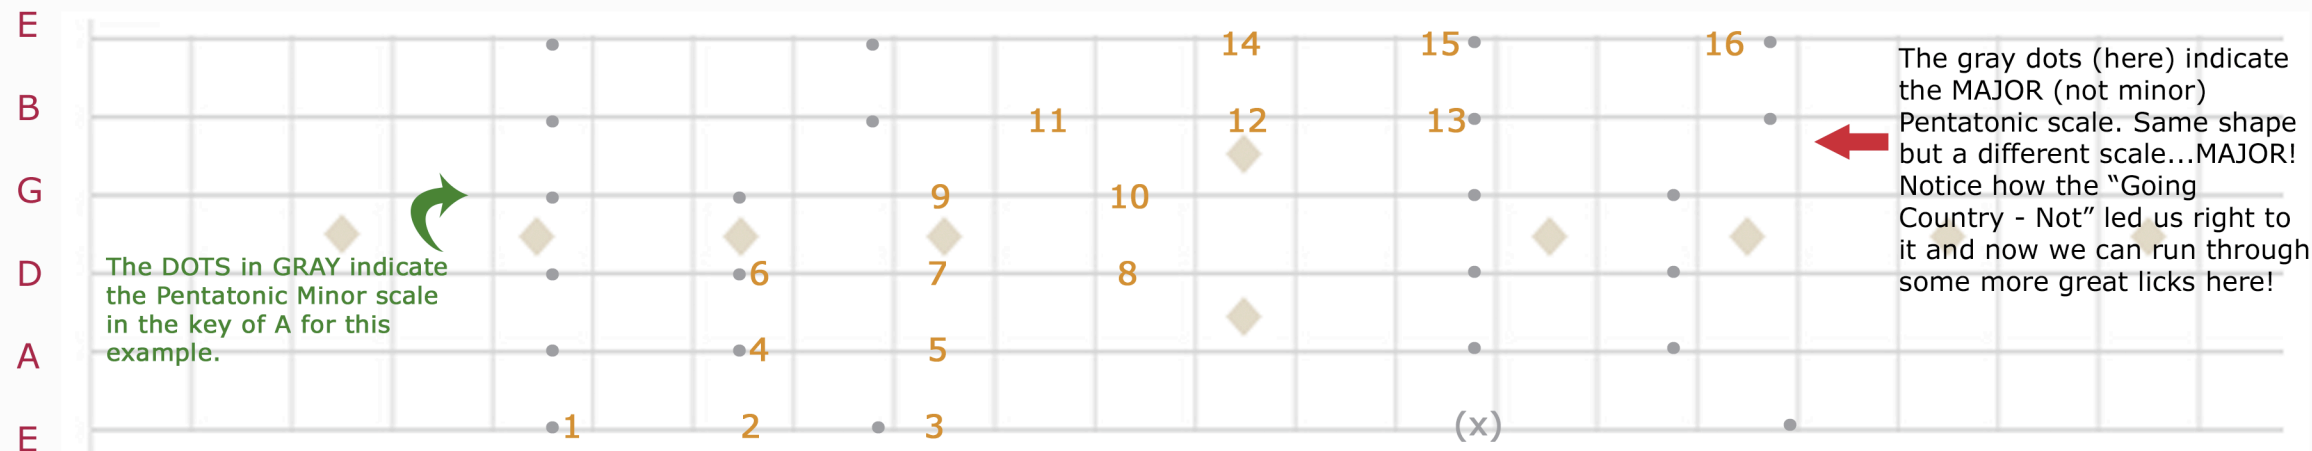 E
14
15
16
B
11
12
13
G
9
10
D
6
7
8
A
4
5
E
1
2
3
(x)
The DOTS in GRAY indicate
the Pentatonic Minor scale
in the key of A for this
example.
The gray dots (here) indicate
the MAJOR (not minor)
Pentatonic scale. Same shape
but a different scale...MAJOR!
Notice how the “Going
Country - Not” led us right to
it and now we can run through
some more great licks here!